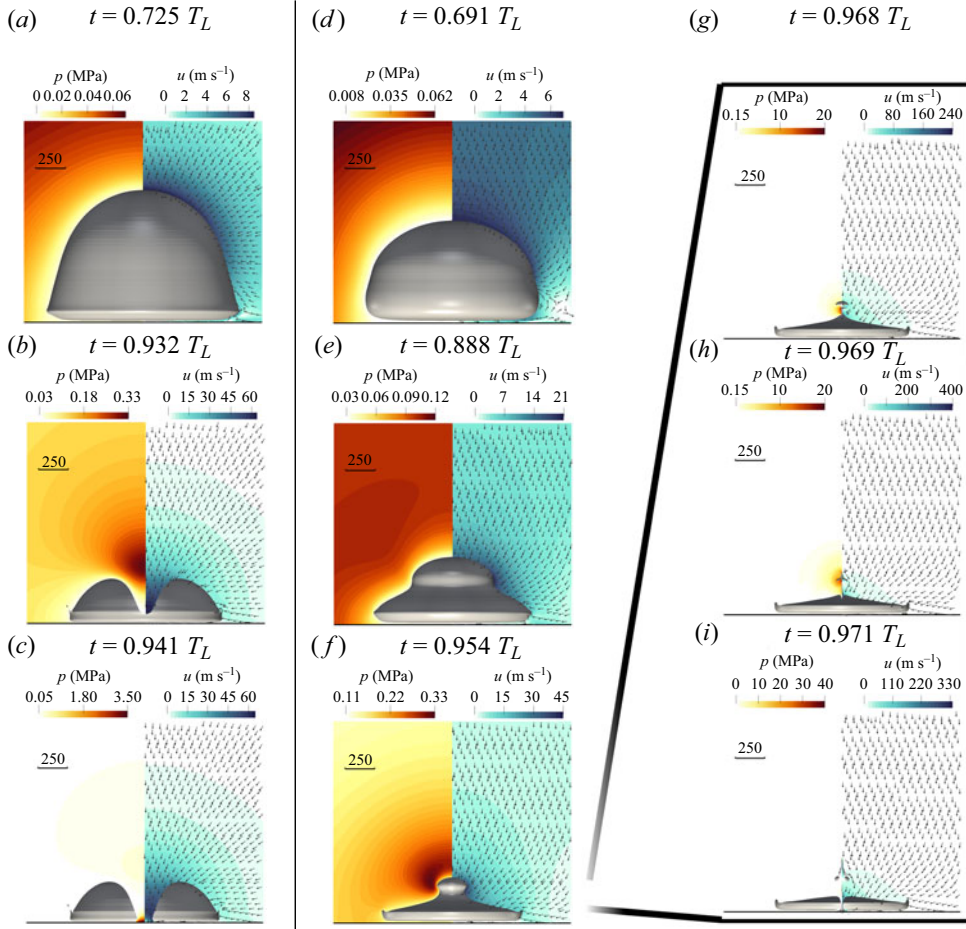 (a) t = 0.725 T_L
p (MPa) u (m s⁻¹)
0 0.02 0.04 0.06 0 2 4 6 8
250
(b) t = 0.932 T_L
p (MPa) u (m s⁻¹)
0.03 0.18 0.33 0 15 30 45 60
250
(c) t = 0.941 T_L
p (MPa) u (m s⁻¹)
0.05 1.80 3.50 0 15 30 45 60
250
(d) t = 0.691 T_L
p (MPa) u (m s⁻¹)
0.008 0.035 0.062 0 2 4 6
250
(e) t = 0.888 T_L
p (MPa) u (m s⁻¹)
0.03 0.06 0.09 0.12 0 7 14 21
250
(f) t = 0.954 T_L
p (MPa) u (m s⁻¹)
0.11 0.22 0.33 0 15 30 45
250
(g) t = 0.968 T_L
p (MPa) u (m s⁻¹)
0.15 10 20 0 80 160 240
250
(h) t = 0.969 T_L
p (MPa) u (m s⁻¹)
0.15 10 20 0 200 400
250
(i) t = 0.971 T_L
p (MPa) u (m s⁻¹)
0 10 20 30 40 0 110 220 330
250